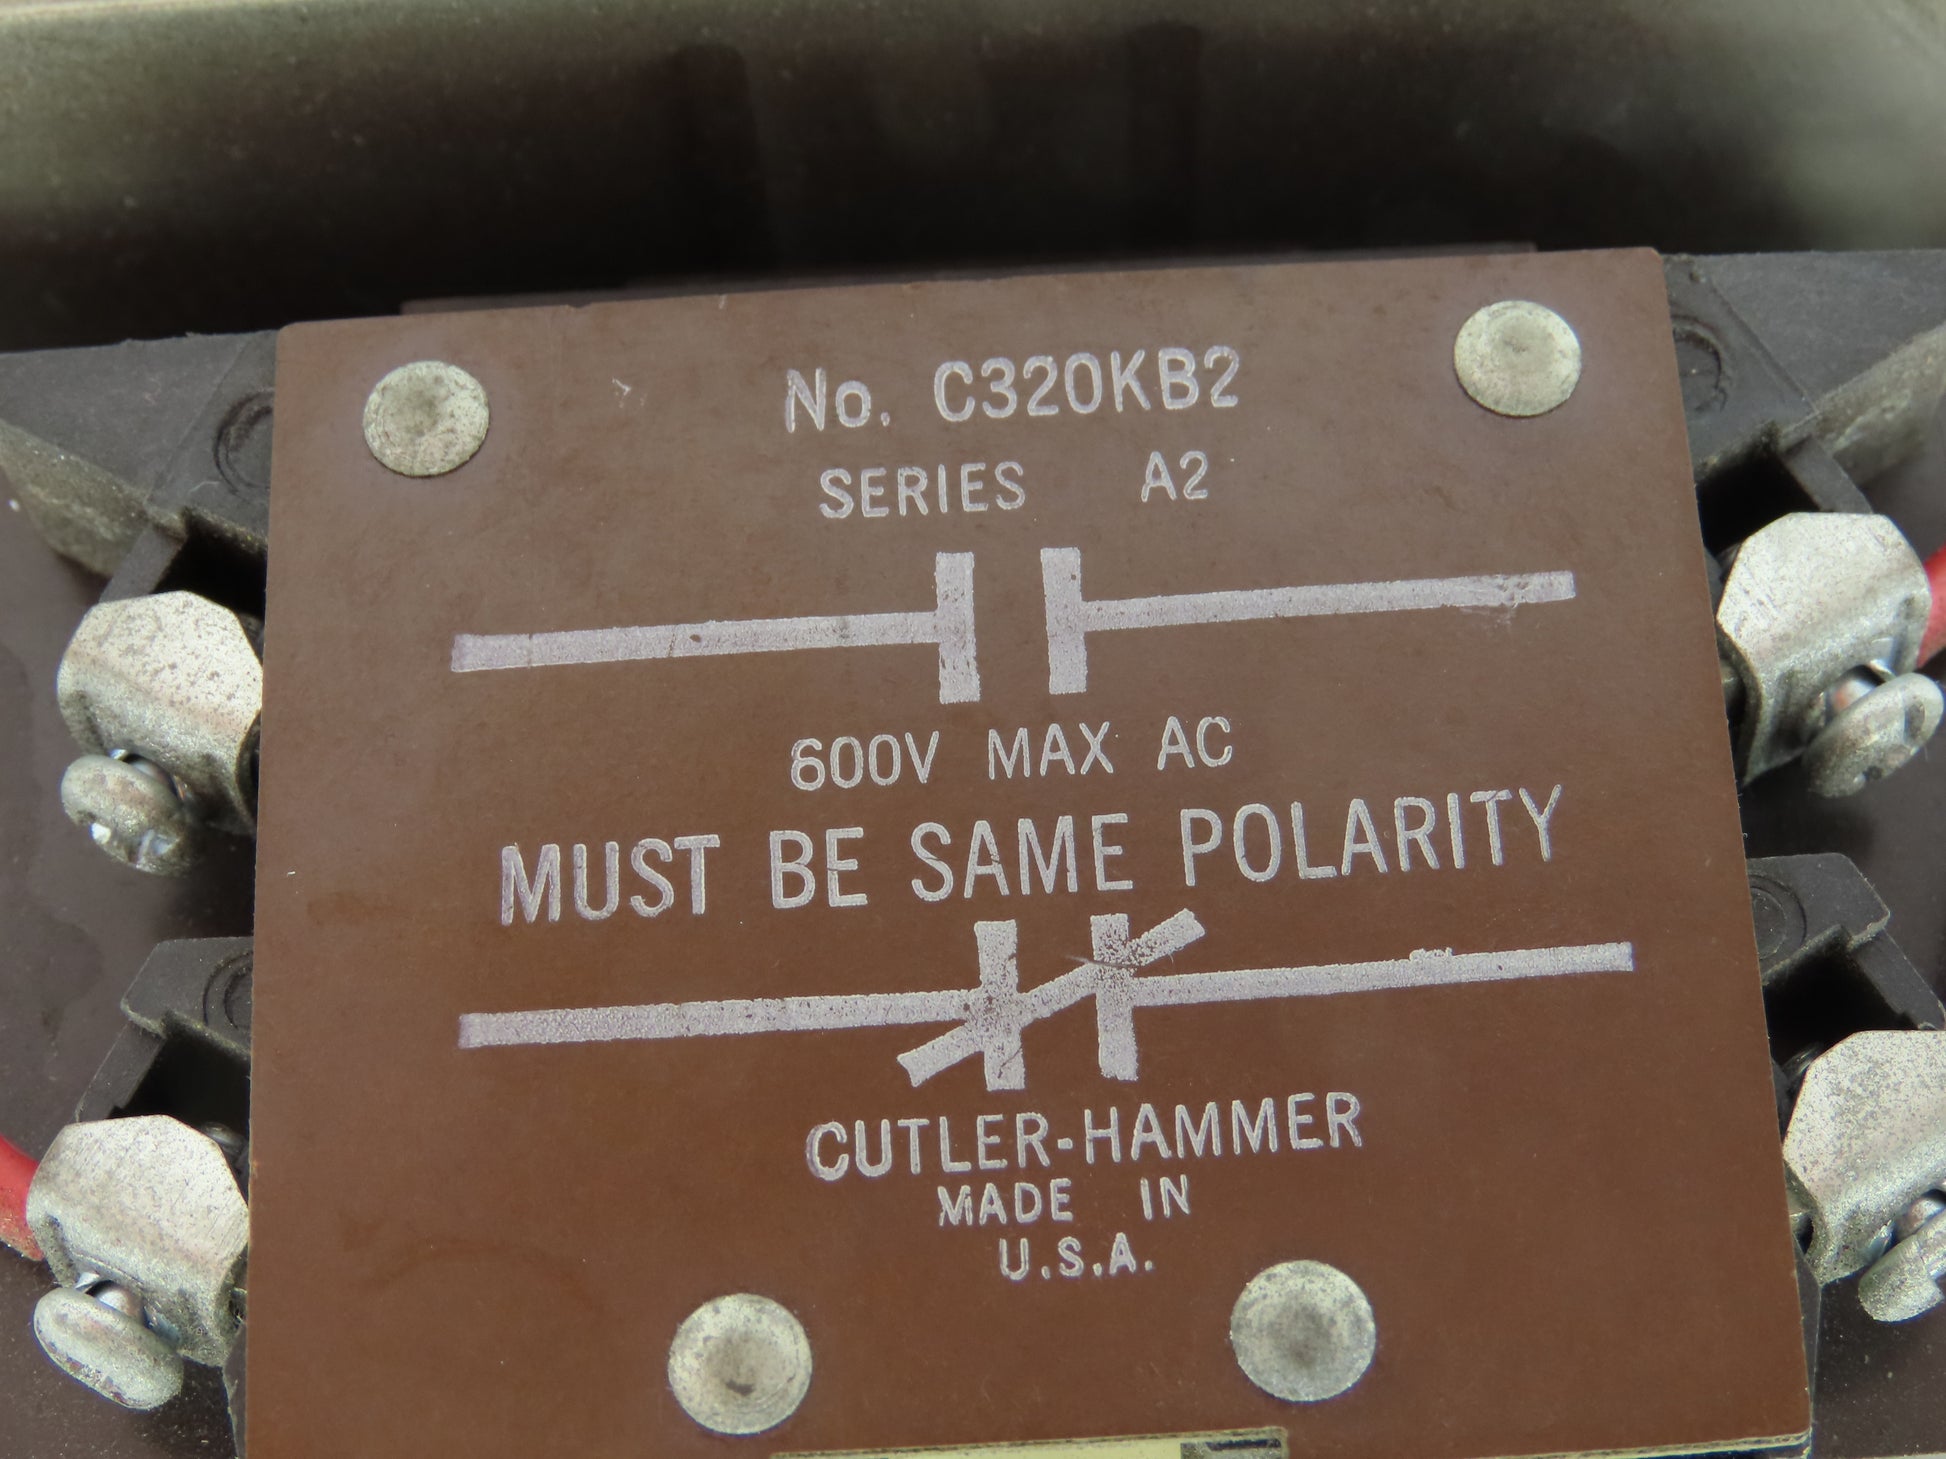 No. C320KB2
SERIES A2
600V MAX AC
MUST BE SAME POLARITY
CUTLER-HAMMER
MADE IN
U.S.A.